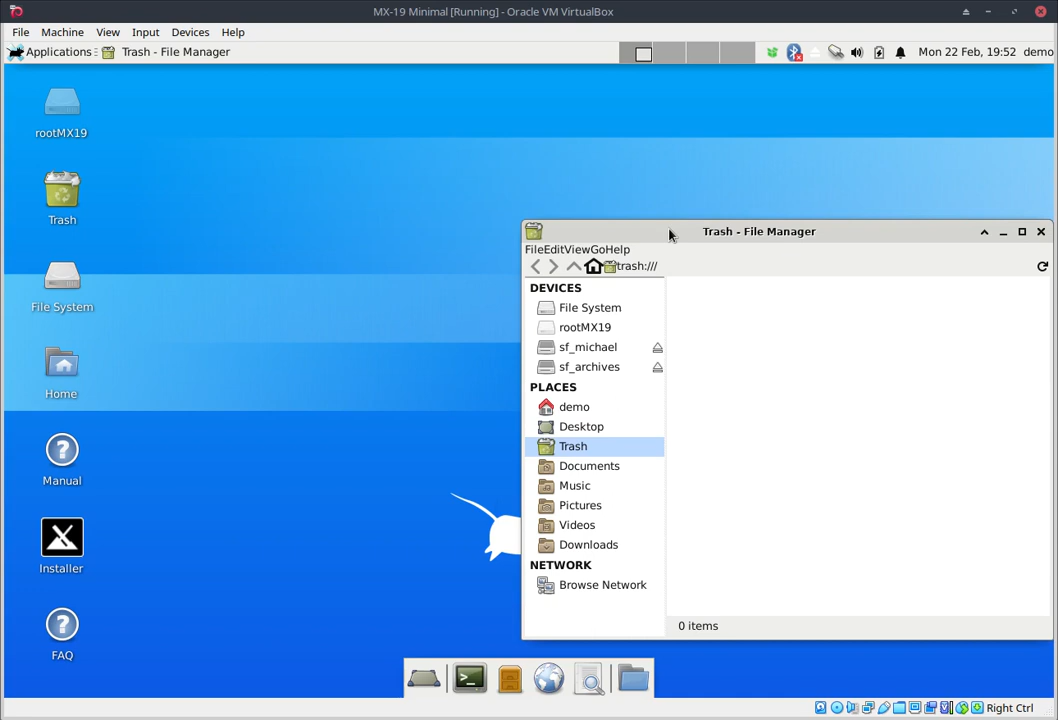 MX-19 Minimal [Running] - Oracle VM VirtualBox
File Machine View Input Devices Help
Applications Trash - File Manager Mon 22 Feb, 19:52 demo
rootMX19
Trash
File System
Home
Manual
Installer
FAQ
Trash - File Manager
FileEditViewGoHelp
trash:///
DEVICES
File System
rootMX19
sf_michael
sf_archives
PLACES
demo
Desktop
Trash
Documents
Music
Pictures
Videos
Downloads
NETWORK
Browse Network
0 items
>_
Right Ctrl